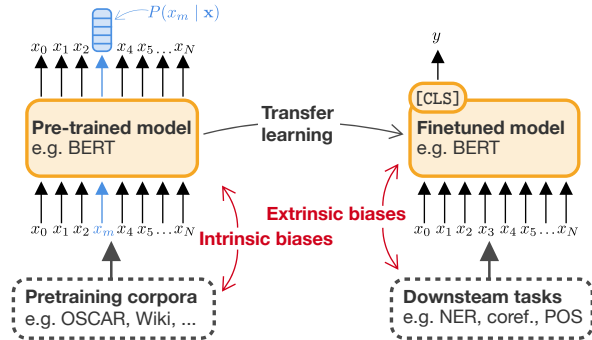 P(x_m | x)
x_0 x_1 x_2 x_4 x_5 ... x_N
y
[CLS]
Pre-trained model
e.g. BERT
Transfer
learning
Finetuned model
e.g. BERT
x_0 x_1 x_2 x_m x_4 x_5 ... x_N
x_0 x_1 x_2 x_3 x_4 x_5 ... x_N
Extrinsic biases
Intrinsic biases
Pretraining corpora
e.g. OSCAR, Wiki, ...
Downsteam tasks
e.g. NER, coref., POS